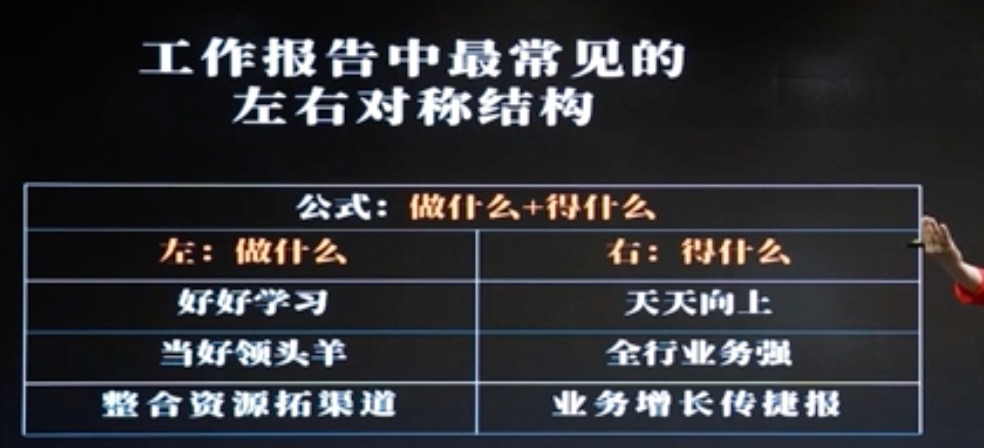 工作报告中最常见的
左右对称结构
公式：做什么+得什么
左：做什么 右：得什么
好好学习 天天向上
当好领头羊 全行业务强
整合资源拓渠道 业务增长传捷报